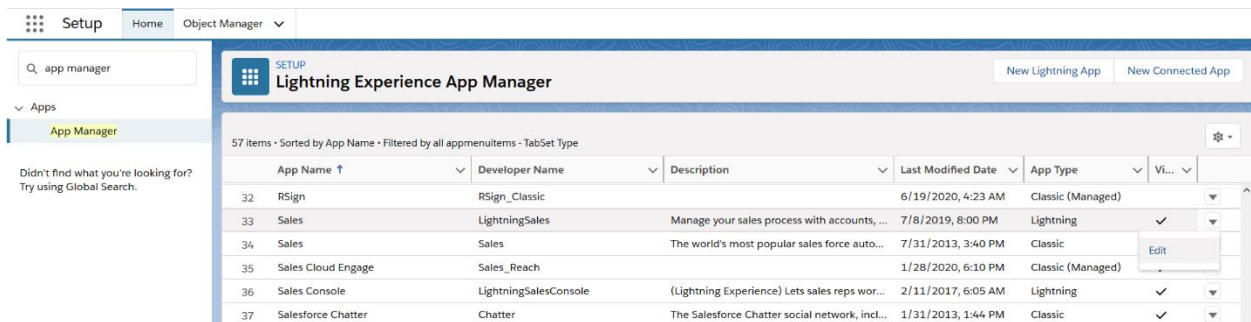 Setup Home Object Manager
app manager
Apps
App Manager
Didn't find what you're looking for?
Try using Global Search.
SETUP
Lightning Experience App Manager
New Lightning App New Connected App
57 items • Sorted by App Name • Filtered by all appmenuitems - TabSet Type
App Name ↑ Developer Name Description Last Modified Date App Type Vi...
32 RSign RSign_Classic 6/19/2020, 4:23 AM Classic (Managed)
33 Sales LightningSales Manage your sales process with accounts, ... 7/8/2019, 8:00 PM Lightning
34 Sales Sales The world's most popular sales force auto... 7/31/2013, 3:40 PM Classic
Edit
35 Sales Cloud Engage Sales_Reach 1/28/2020, 6:10 PM Classic (Managed)
36 Sales Console LightningSalesConsole (Lightning Experience) Lets sales reps wor... 2/11/2017, 6:05 AM Lightning
37 Salesforce Chatter Chatter The Salesforce Chatter social network, incl... 1/31/2013, 1:44 PM Classic